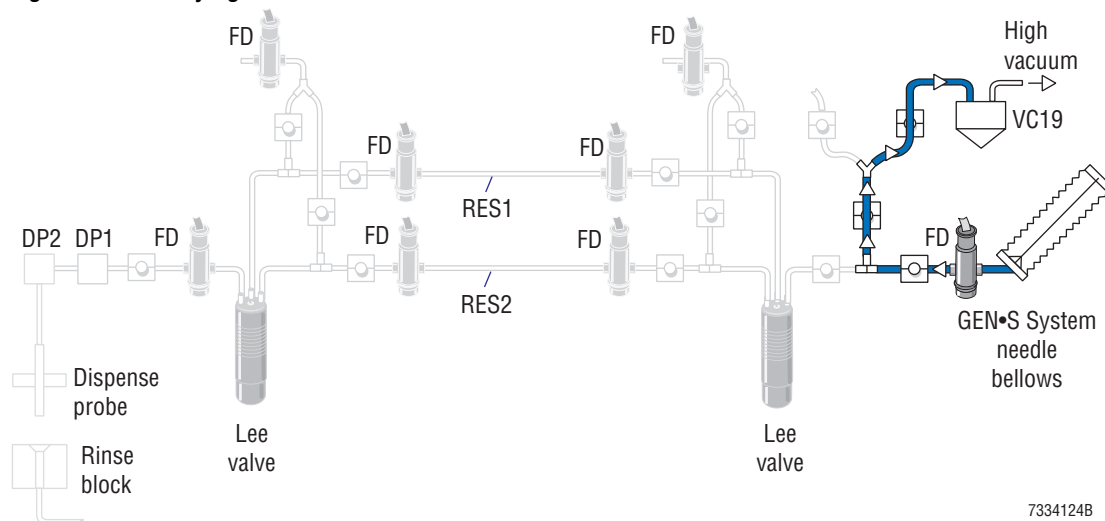 FD
FD
High
vacuum
VC19
FD
FD
RES1
DP2
DP1
FD
FD
FD
FD
RES2
GEN•S System
needle
bellows
Dispense
probe
Lee
valve
Lee
valve
Rinse
block
7334124B